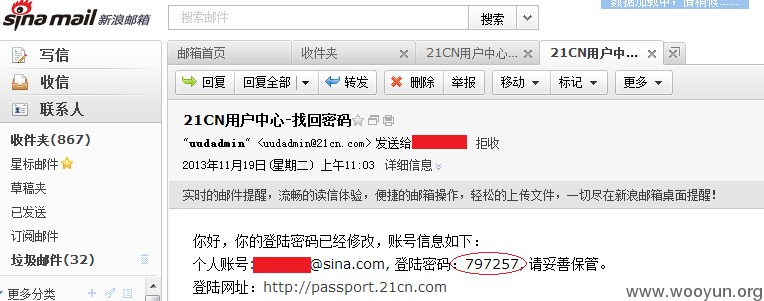 数据加载中，请稍候......
sina mail 新浪邮箱
搜索邮件 搜索
写信
收信
联系人
收件夹(867)
星标邮件
草稿夹
已发送
订阅邮件
垃圾邮件(32)
更多分类
邮箱首页 收件夹 21CN用户中心... 21CN用户中...
回复 回复全部 转发 删除 举报 移动 标记 更多
21CN用户中心-找回密码
"uudadmin" <uudadmin@21cn.com> 发送给 拒收
2013年11月19日(星期二) 上午11:03 详细信息
实时的邮件提醒，流畅的读信体验，便捷的邮箱操作，轻松的上传文件，一切尽在新浪邮箱桌面提醒！
你好，你的登陆密码已经修改，账号信息如下：
个人账号: @sina.com, 登陆密码: 797257, 请妥善保管。
登陆网址: http://passport.21cn.com
www.wooyun.org